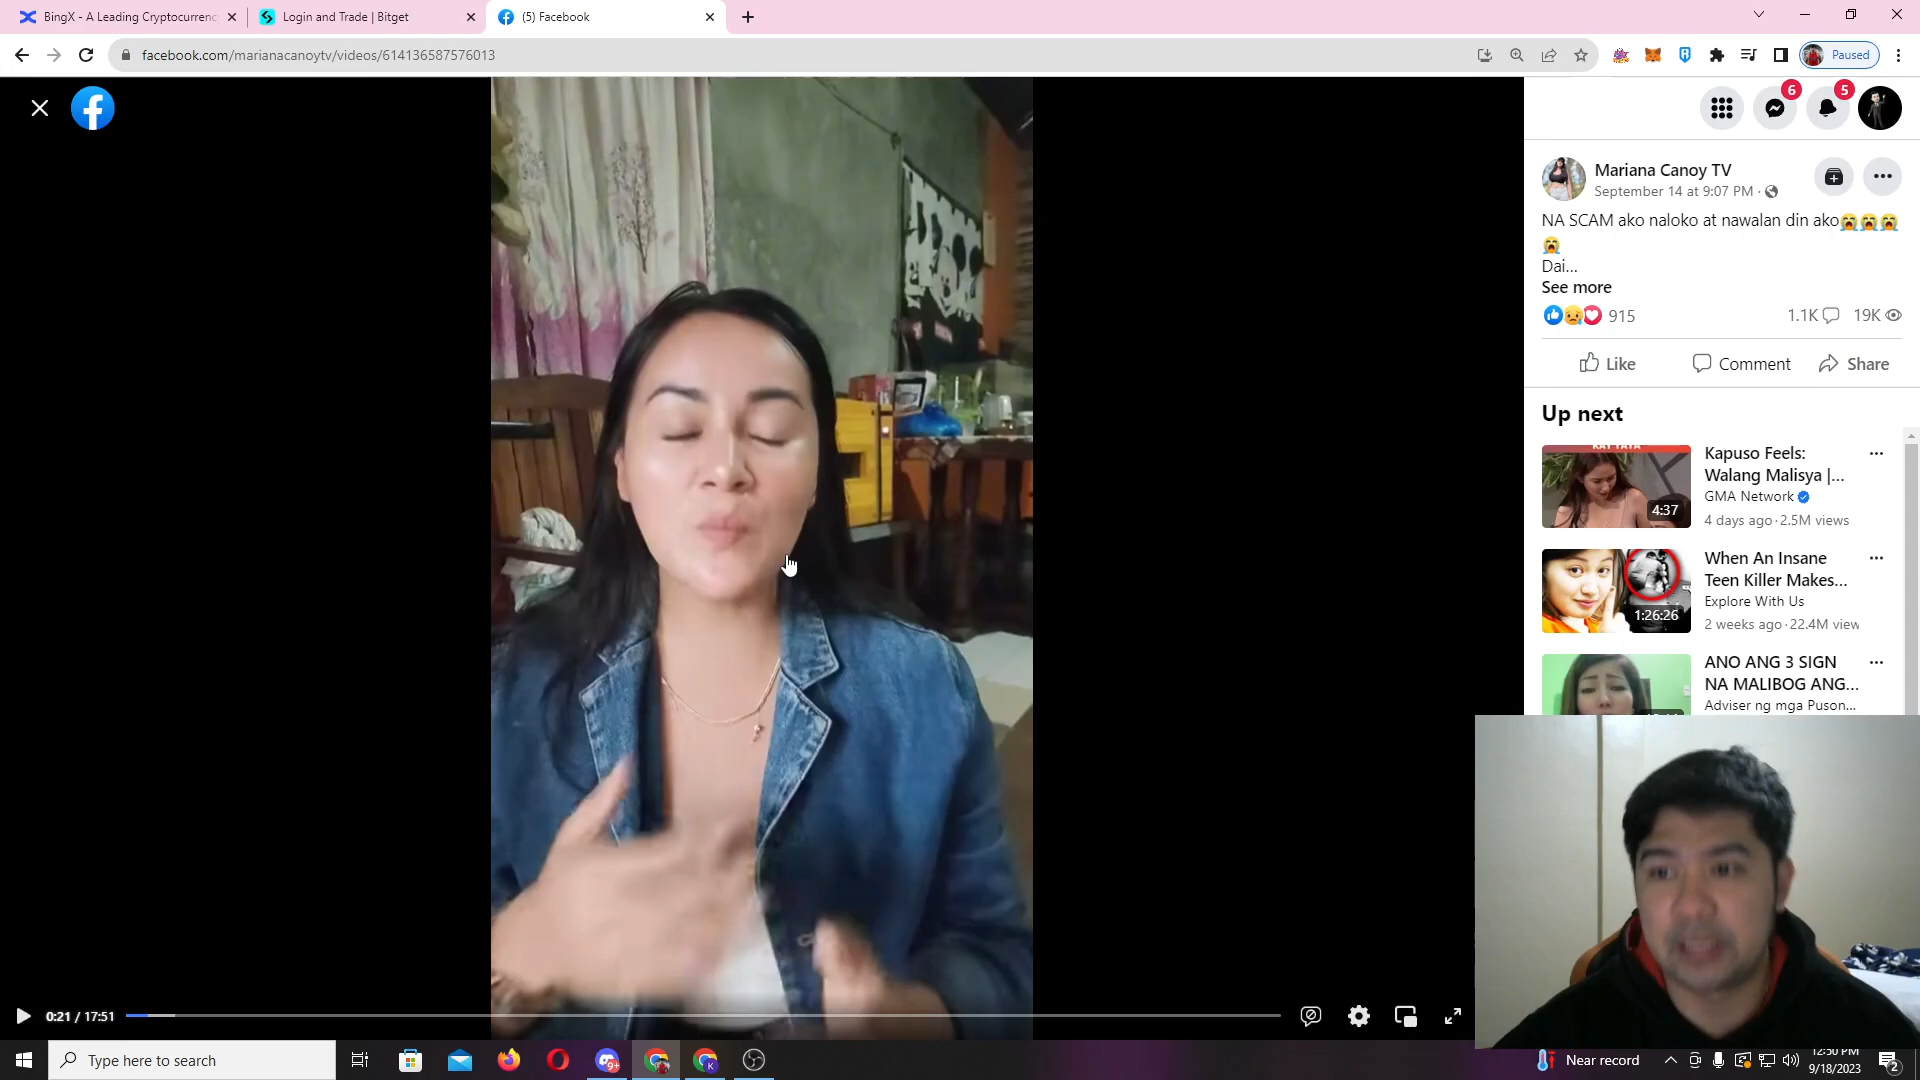 BingX - A Leading Cryptocurrenc
Login and Trade | Bitget
(5) Facebook
facebook.com/marianacanoytv/videos/614136587576013
Paused
6
5
Mariana Canoy TV
September 14 at 9:07 PM ·
NA SCAM ako naloko at nawalan din ako😭😭😭
😭
Dai...
See more
915
1.1K
19K
Like
Comment
Share
Up next
Kapuso Feels:
Walang Malisya |...
GMA Network
4 days ago · 2.5M views
4:37
When An Insane
Teen Killer Makes...
Explore With Us
2 weeks ago · 22.4M view
1:26:26
ANO ANG 3 SIGN
NA MALIBOG ANG...
Adviser ng mga Puson...
0:21 / 17:51
Type here to search
9+
K
Near record
12:50 PM
9/18/2023
2